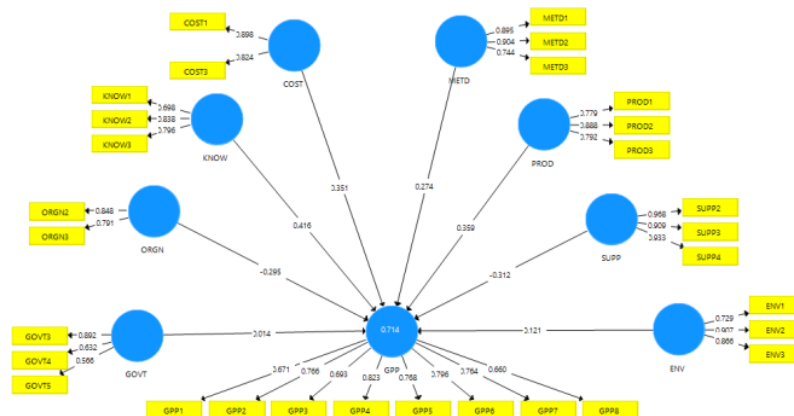 COST1
0.898
COST3
0.824
COST
METD1
0.895
METD2
0.904
METD3
0.744
METD
KNOW1
0.698
KNOW2
0.838
KNOW3
0.796
KNOW
PROD1
0.779
PROD2
0.888
PROD3
0.792
PROD
0.351
0.274
0.416
0.359
ORGN2
0.848
ORGN3
0.791
ORGN
SUPP2
0.968
SUPP3
0.909
SUPP4
0.933
SUPP
-0.295
-0.312
GOVT3
0.892
GOVT4
0.632
GOVT5
0.566
GOVT
0.014
0.714
GPP
0.121
ENV1
0.729
ENV2
0.907
ENV3
0.866
ENV
0.671
0.766
0.693
0.823
0.768
0.796
0.764
0.660
GPP1
GPP2
GPP3
GPP4
GPP5
GPP6
GPP7
GPP8